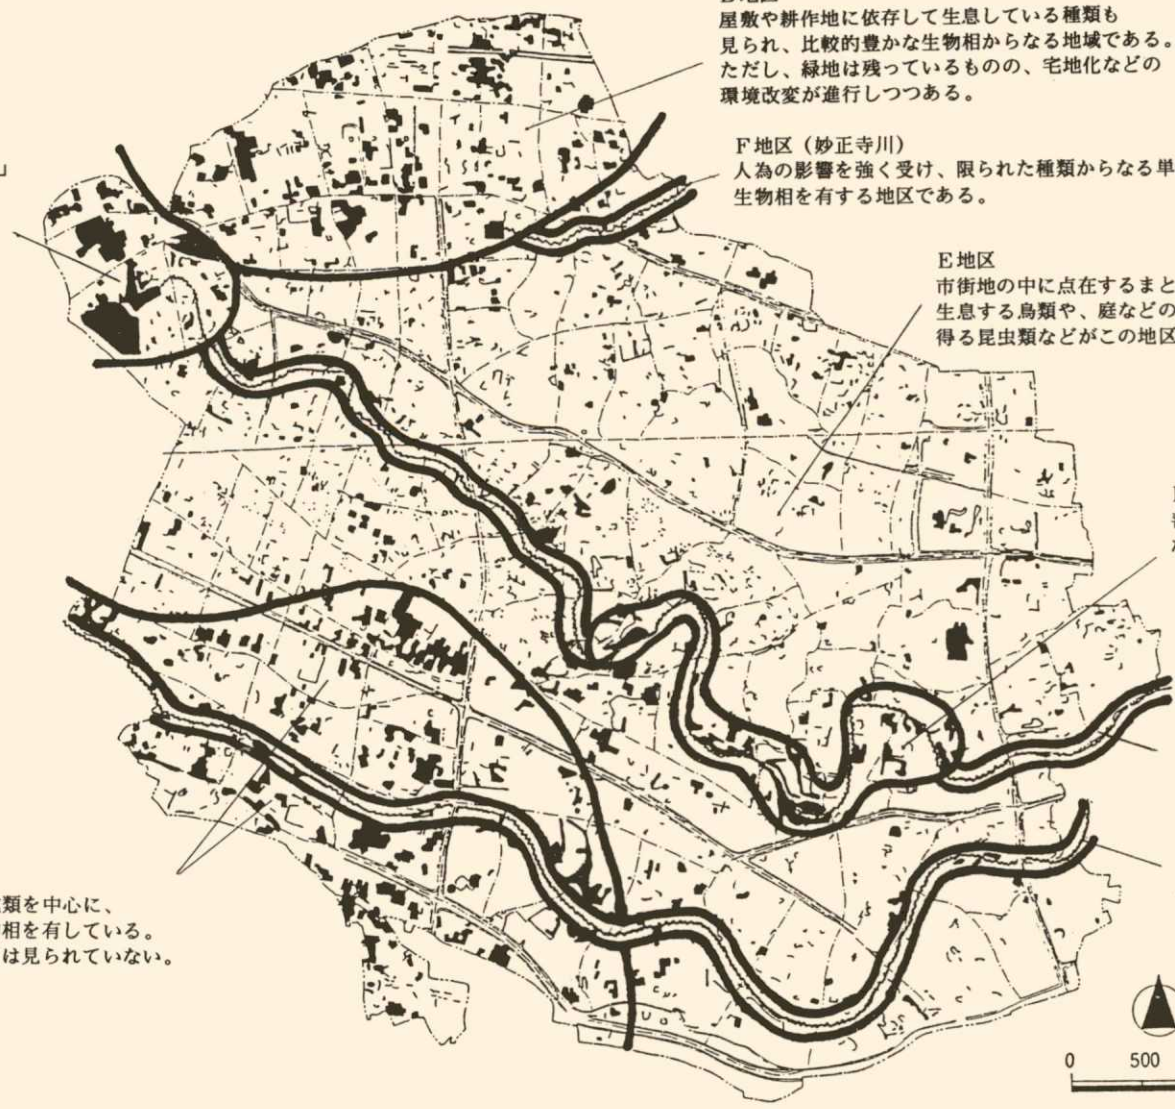 屋敷や耕作地に依存して生息している種類も
見られ、比較的豊かな生物相からなる地域である。
ただし、緑地は残っているものの、宅地化などの
環境改変が進行しつつある。
F地区（妙正寺川）
人為の影響を強く受け、限られた種類からなる単
生物相を有する地区である。
E地区
市街地の中に点在するまと
生息する鳥類や、庭などの
得る昆虫類などがこの地区
」
類を中心に、
相を有している。
は見られていない。
0 500